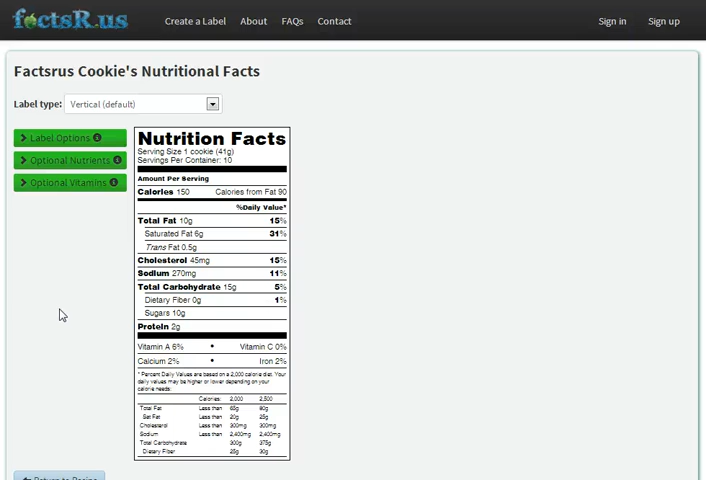 factsR.us Create a Label About FAQs Contact Sign in Sign up
Factsrus Cookie's Nutritional Facts
Label type: Vertical (default)
Label Options
Optional Nutrients
Optional Vitamins
Nutrition Facts
Serving Size 1 cookie (41g)
Servings Per Container: 10
Amount Per Serving
Calories 150 Calories from Fat 90
%Daily Value*
Total Fat 10g 15%
Saturated Fat 6g 31%
Trans Fat 0.5g
Cholesterol 45mg 15%
Sodium 270mg 11%
Total Carbohydrate 15g 5%
Dietary Fiber 0g 1%
Sugars 10g
Protein 2g
Vitamin A 6% • Vitamin C 0%
Calcium 2% • Iron 2%
* Percent Daily Values are based on a 2,000 calorie diet. Your
daily values may be higher or lower depending on your
calorie needs:
Calories: 2,000 2,500
Total Fat Less than 65g 80g
Sat Fat Less than 20g 25g
Cholesterol Less than 300mg 300mg
Sodium Less than 2,400mg 2,400mg
Total Carbohydrate 300g 375g
Dietary Fiber 25g 30g
Return to Recipe